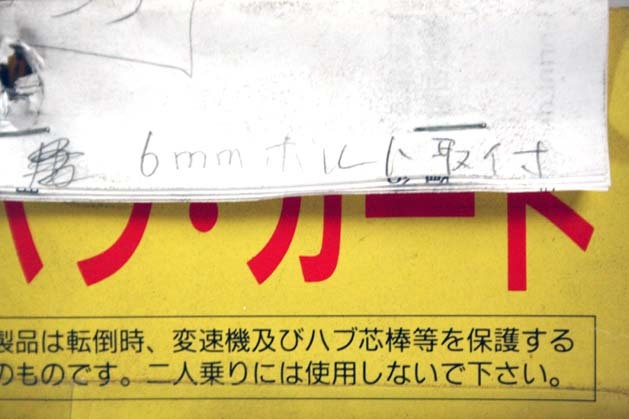 6mmボルト取付
ハブ・ガード
製品は転倒時、変速機及びハブ芯棒等を保護する
のものです。二人乗りには使用しないで下さい。